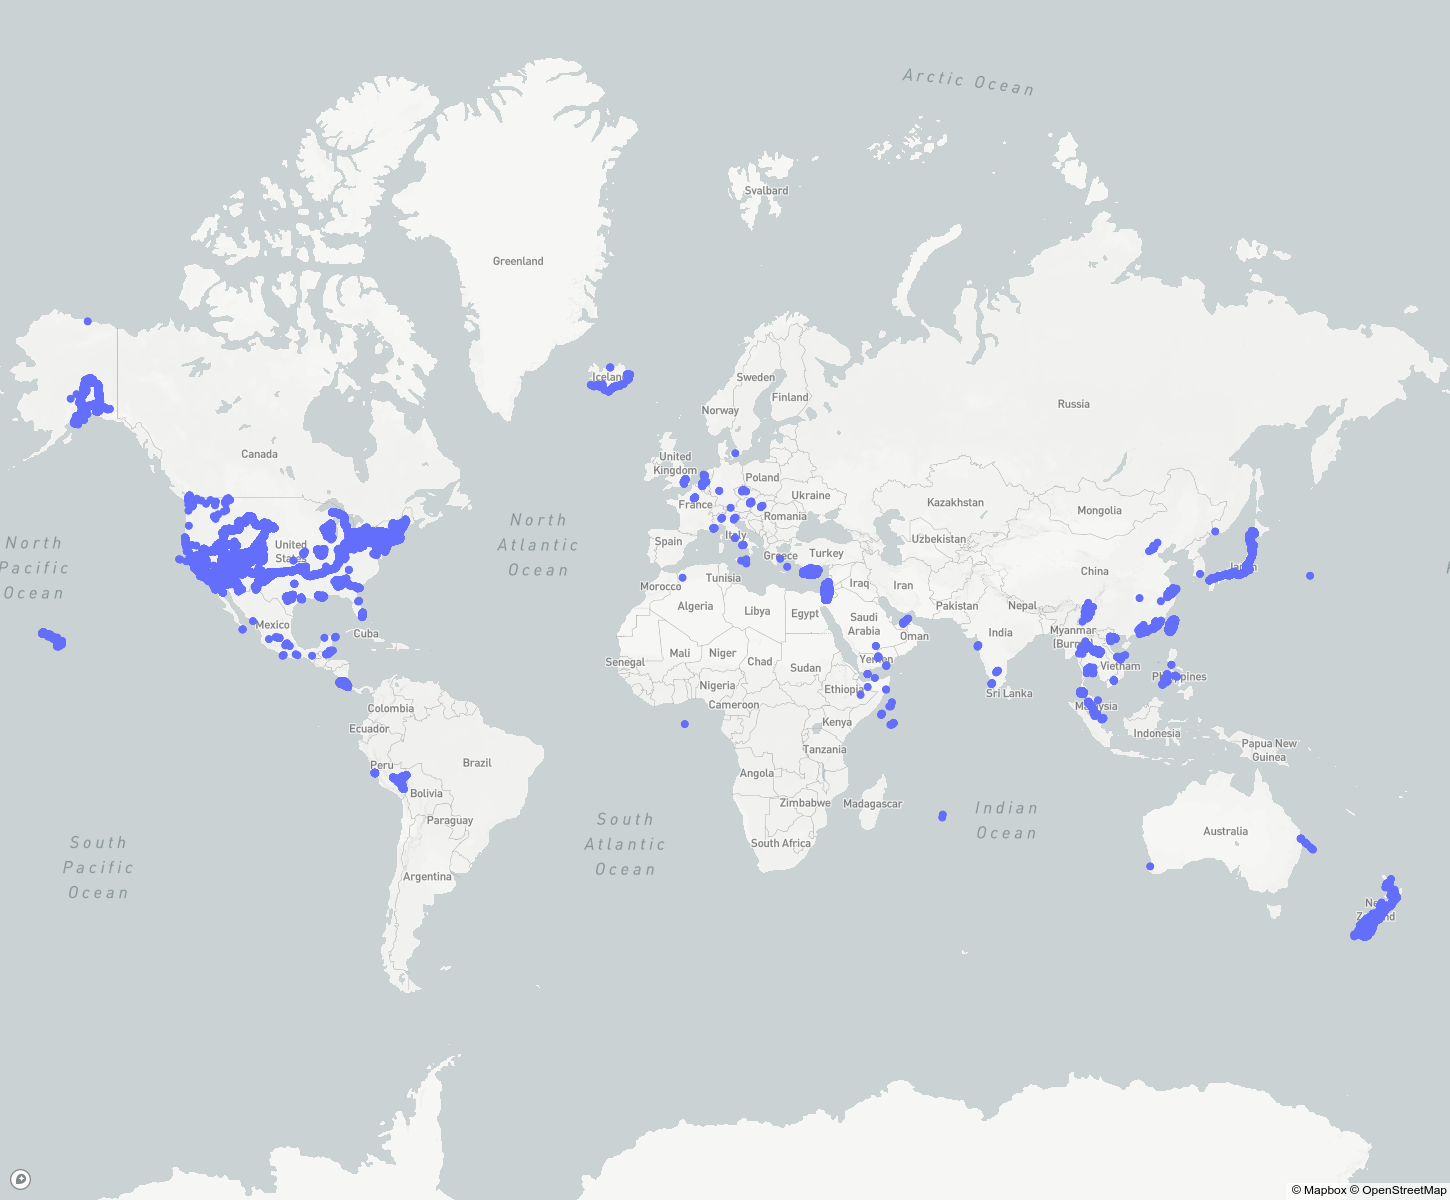 Arctic Ocean
Svalbard
Greenland
Iceland
Sweden
Finland
Norway
Russia
Canada
United
Kingdom
Poland
Ukraine
France
Romania
Kazakhstan
Mongolia
North
Atlantic
Ocean
North
Pacific
Ocean
United
States
Spain
Italy
Greece
Turkey
Uzbekistan
China
Japan
Morocco
Tunisia
Algeria
Libya
Egypt
Iraq
Iran
Pakistan
Nepal
Mexico
Cuba
Saudi
Arabia
Oman
India
Myanmar
(Burma)
Senegal
Mali
Niger
Chad
Sudan
Yemen
Vietnam
Philippines
Nigeria
Ethiopia
Sri Lanka
Cameroon
Malaysia
Colombia
Ecuador
Kenya
Indonesia
Papua New
Guinea
Tanzania
Peru
Brazil
Angola
Bolivia
Zimbabwe
Madagascar
Indian
Ocean
Paraguay
South
Atlantic
Ocean
South
Pacific
Ocean
South Africa
Australia
Argentina
New
Zealand
© Mapbox © OpenStreetMap